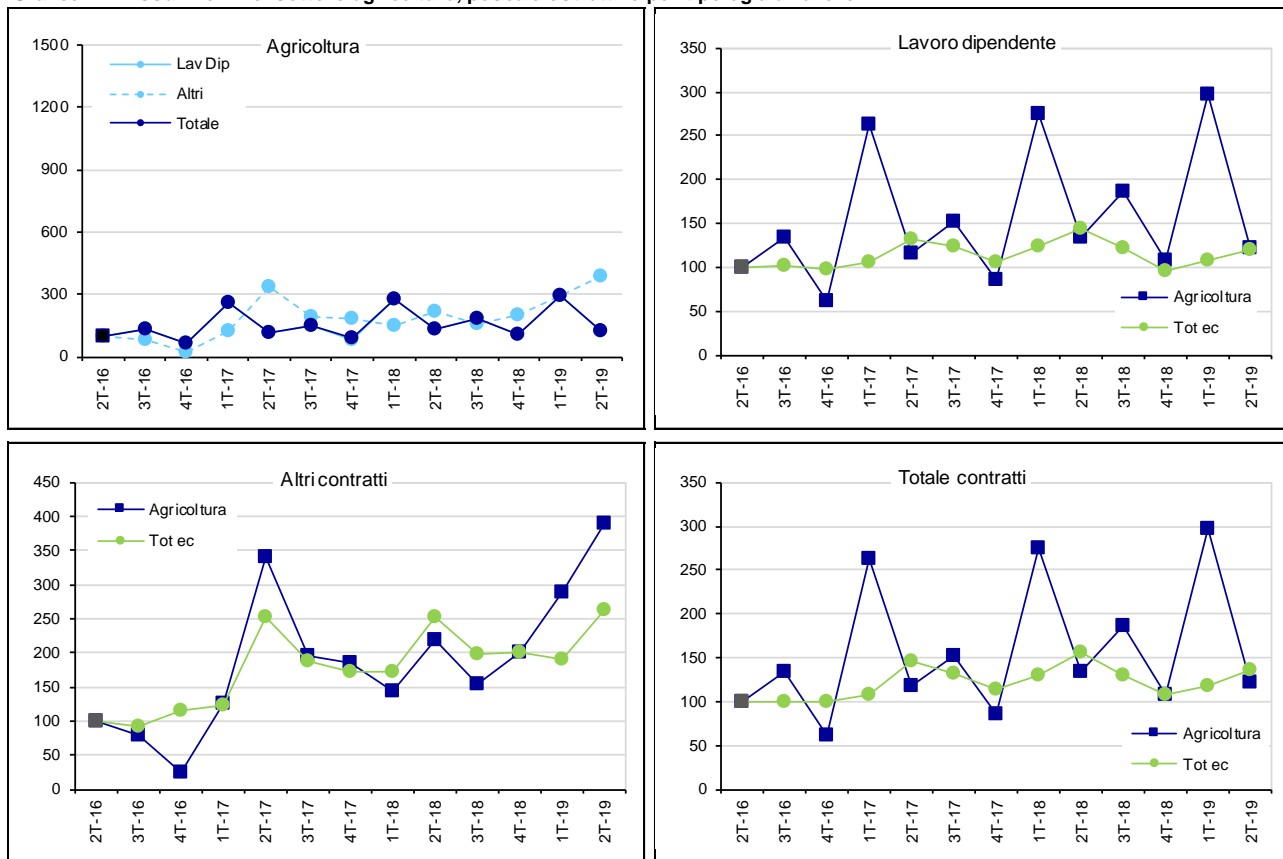 Agricoltura
Lav Dip
Altri
Totale
1500
1200
900
600
300
0
2T-16
3T-16
4T-16
1T-17
2T-17
3T-17
4T-17
1T-18
2T-18
3T-18
4T-18
1T-19
2T-19
Lavoro dipendente
350
300
250
200
150
100
50
0
Agricoltura
Tot ec
2T-16
3T-16
4T-16
1T-17
2T-17
3T-17
4T-17
1T-18
2T-18
3T-18
4T-18
1T-19
2T-19
Altri contratti
Agricoltura
Tot ec
450
400
350
300
250
200
150
100
50
0
2T-16
3T-16
4T-16
1T-17
2T-17
3T-17
4T-17
1T-18
2T-18
3T-18
4T-18
1T-19
2T-19
Totale contratti
350
300
250
200
150
100
50
0
Agricoltura
Tot ec
2T-16
3T-16
4T-16
1T-17
2T-17
3T-17
4T-17
1T-18
2T-18
3T-18
4T-18
1T-19
2T-19